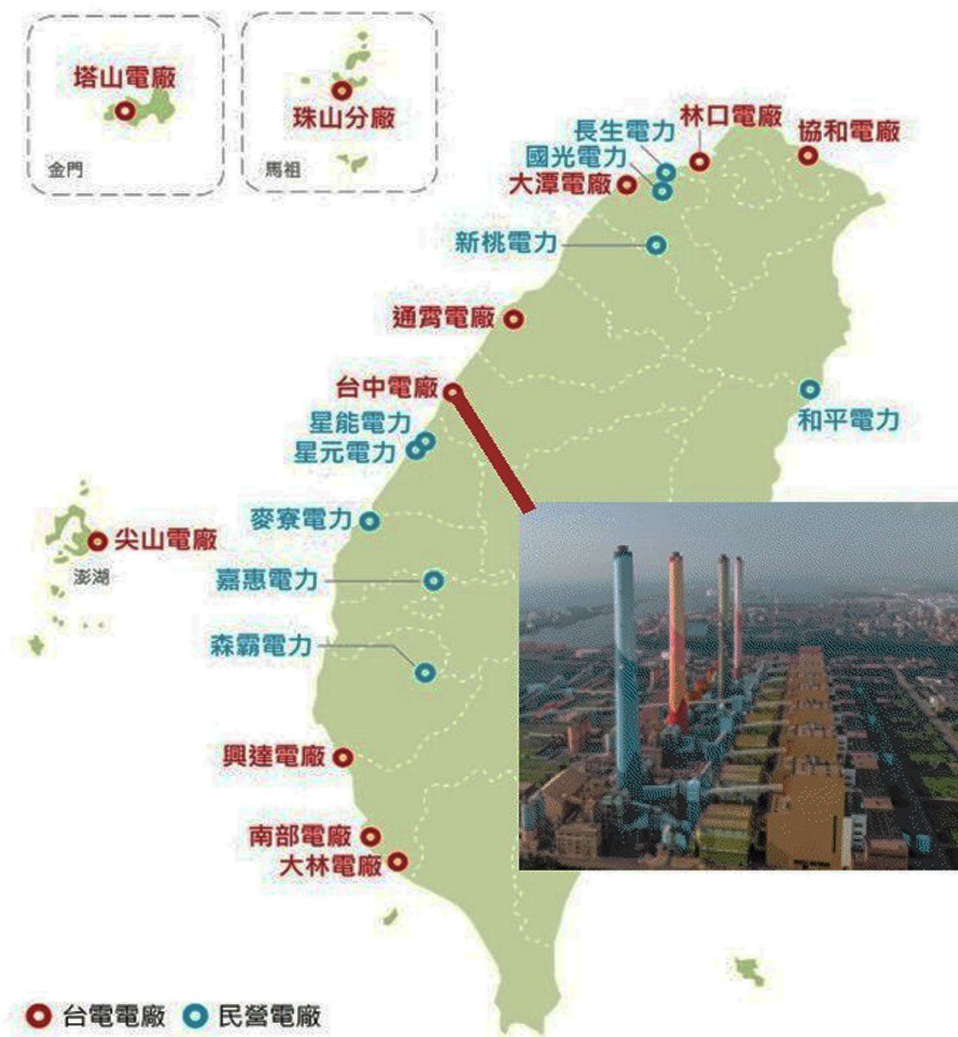 塔山電廠
金門
珠山分廠
馬祖
長生電力
林口電廠
協和電廠
國光電力
大潭電廠
新桃電力
通霄電廠
台中電廠
和平電力
星能電力
星元電力
麥寮電力
尖山電廠
澎湖
嘉惠電力
森霸電力
興達電廠
南部電廠
大林電廠
台電電廠
民營電廠